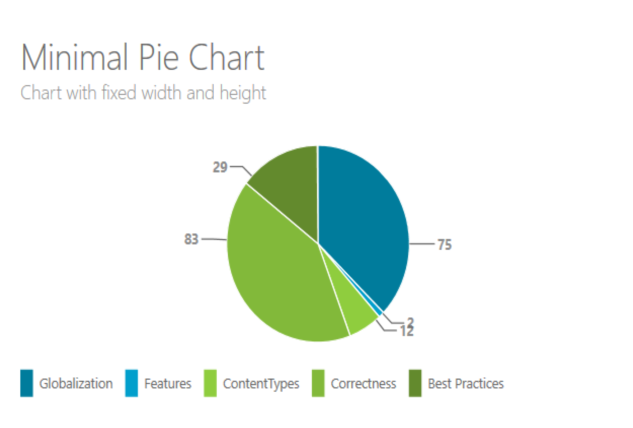 Minimal Pie Chart
Chart with fixed width and height
29
83
75
2
12
Globalization Features ContentTypes Correctness Best Practices